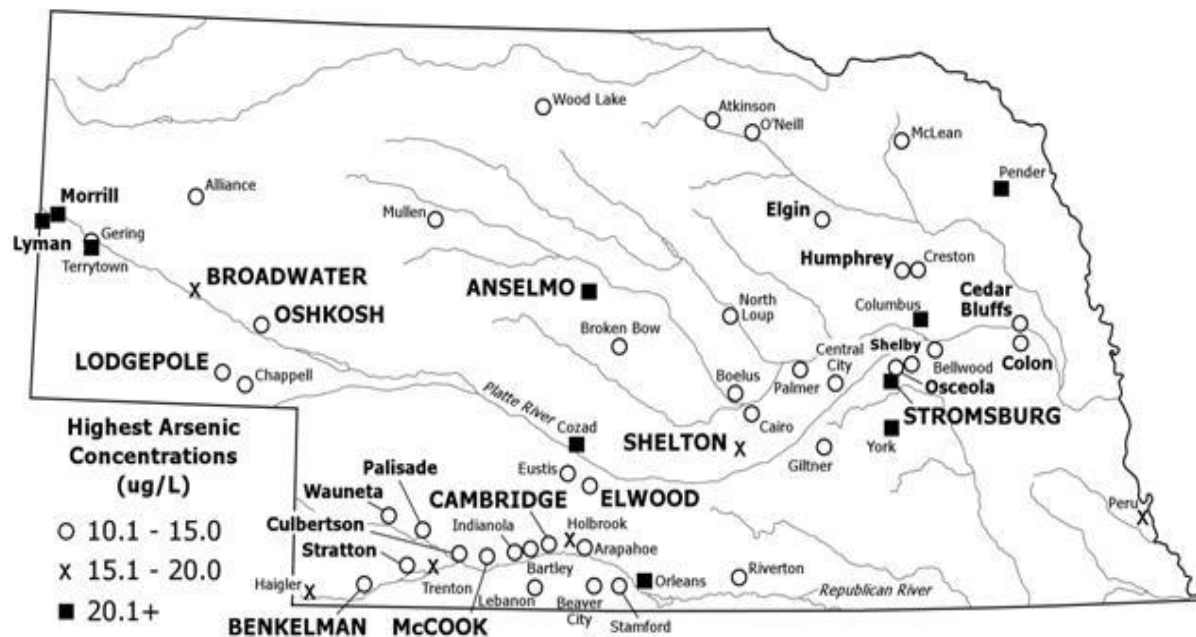 Wood Lake
Atkinson
O'Neill
McLean
Pender
Morrill
Alliance
Mullen
Elgin
Lyman
Gering
Terrytown
Humphrey
Creston
BROADWATER
ANSELMO
OSHKOSH
North
Loup
Columbus
Cedar
Bluffs
Broken Bow
LODGEPOLE
Chappell
Central
City
Shelby
Bellwood
Colon
Boelus
Palmer
Osceola
STROMSBURG
Platte River
Cairo
Cozad
SHELTON
York
Giltner
Highest Arsenic
Concentrations
(ug/L)
10.1 - 15.0
15.1 - 20.0
20.1+
Palisade
Eustis
ELWOOD
Wauneta
CAMBRIDGE
Peru
Culbertson
Indianola
Holbrook
Stratton
Arapahoe
Haigler
Trenton
Bartley
Orleans
Riverton
Republican River
Lebanon
Beaver
City
Stamford
BENKELMAN
McCOOK